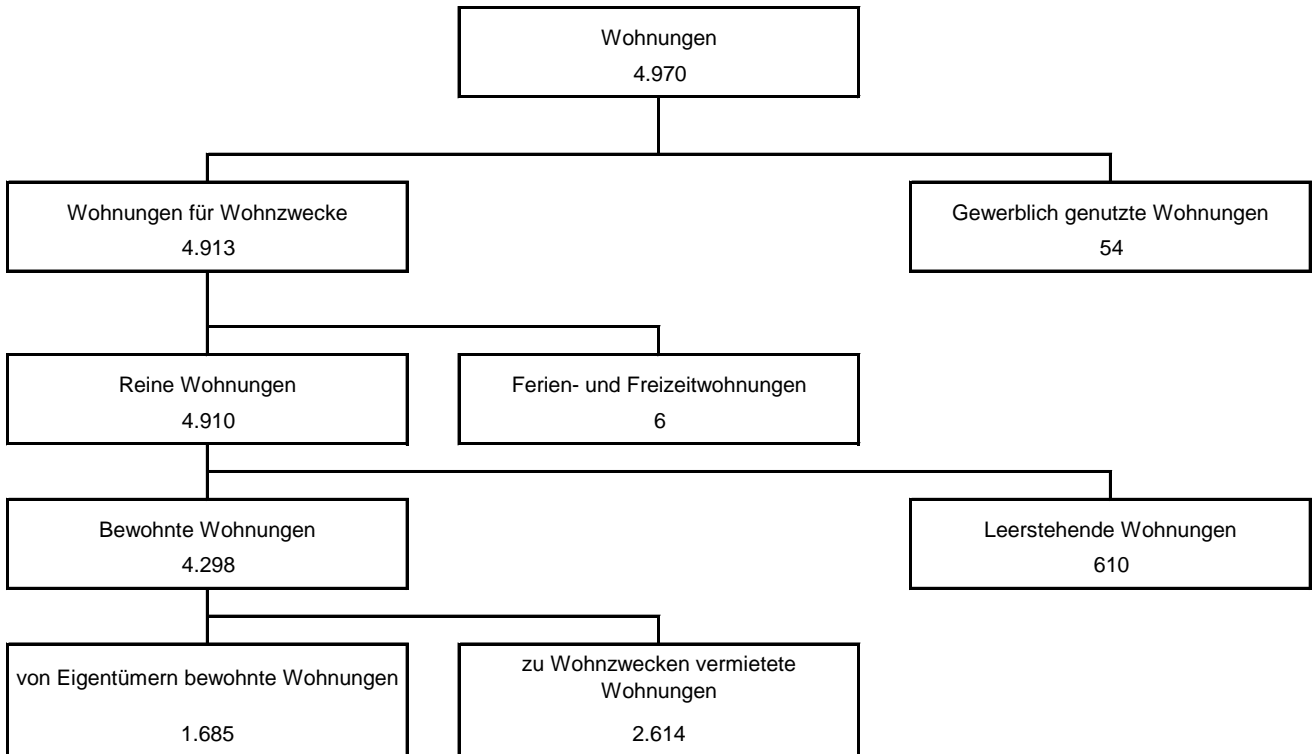 Wohnungen
4.970
Wohnungen für Wohnzwecke
4.913
Gewerblich genutzte Wohnungen
54
Reine Wohnungen
4.910
Ferien- und Freizeitwohnungen
6
Bewohnte Wohnungen
4.298
Leerstehende Wohnungen
610
von Eigentümern bewohnte Wohnungen
1.685
zu Wohnzwecken vermietete
Wohnungen
2.614